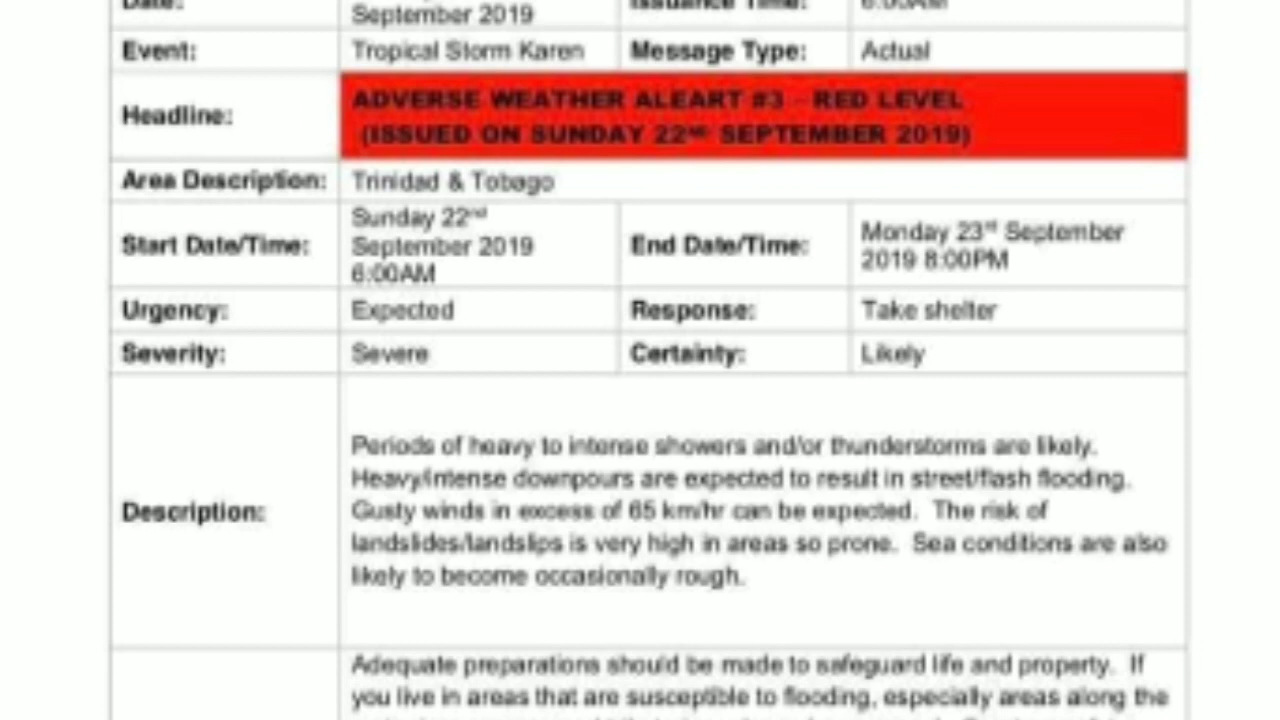 Date:
September 2019
Issuance Time:
6:00AM
Event:
Tropical Storm Karen
Message Type:
Actual
Headline:
ADVERSE WEATHER ALEART #3 - RED LEVEL
(ISSUED ON SUNDAY 22nd SEPTEMBER 2019)
Area Description:
Trinidad & Tobago
Start Date/Time:
Sunday 22nd
September 2019
6:00AM
End Date/Time:
Monday 23rd September
2019 8:00PM
Urgency:
Expected
Response:
Take shelter
Severity:
Severe
Certainty:
Likely
Description:
Periods of heavy to intense showers and/or thunderstorms are likely.
Heavy/intense downpours are expected to result in street/flash flooding.
Gusty winds in excess of 65 km/hr can be expected. The risk of
landslides/landslips is very high in areas so prone. Sea conditions are also
likely to become occasionally rough.
Adequate preparations should be made to safeguard life and property. If
you live in areas that are susceptible to flooding, especially areas along the